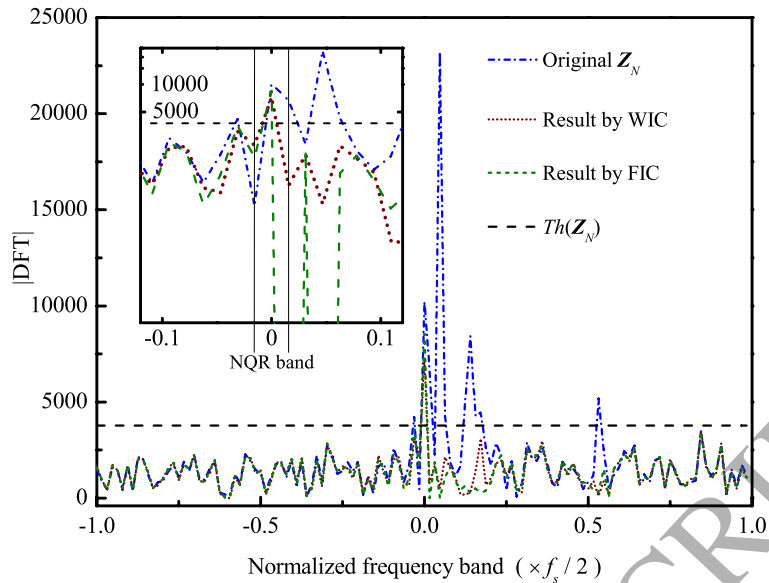 25000
20000
15000
10000
5000
0
|DFT|
10000
5000
-0.1
0
0.1
NQR band
Original Z_N
Result by WIC
Result by FIC
Th(Z_N)
-1.0
-0.5
0.0
0.5
1.0
Normalized frequency band ( × f_s / 2 )
CRI